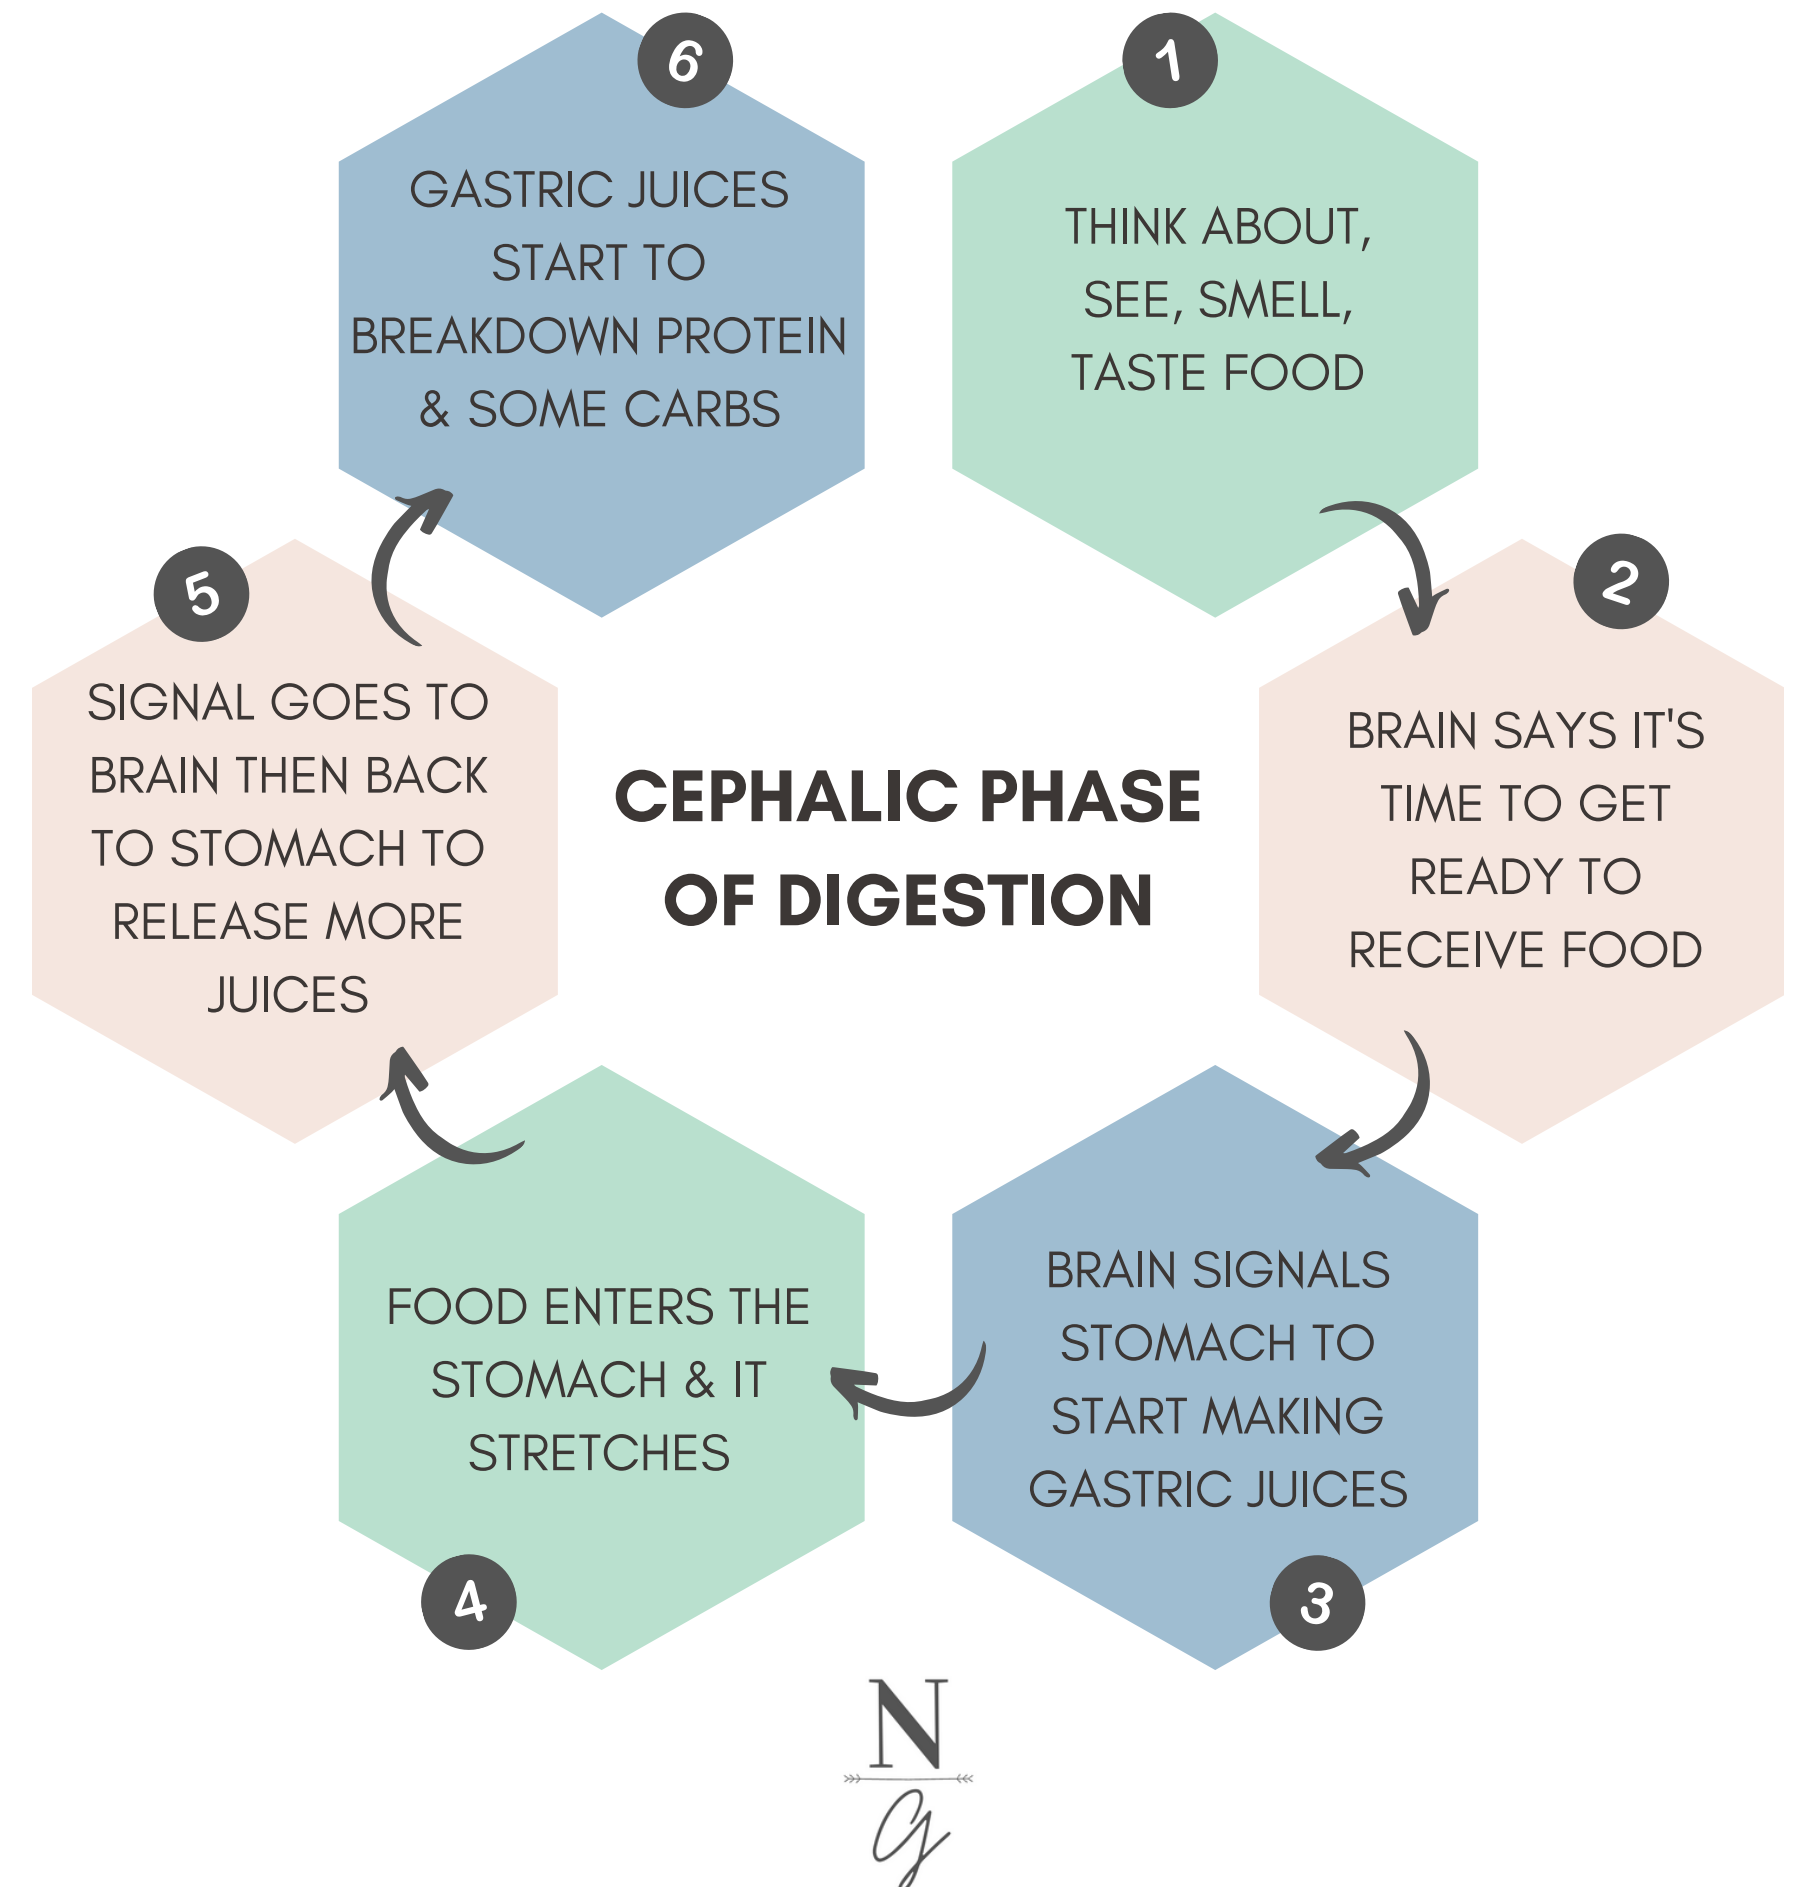 1
THINK ABOUT,
SEE, SMELL,
TASTE FOOD
2
BRAIN SAYS IT'S
TIME TO GET
READY TO
RECEIVE FOOD
3
BRAIN SIGNALS
STOMACH TO
START MAKING
GASTRIC JUICES
4
FOOD ENTERS THE
STOMACH & IT
STRETCHES
5
SIGNAL GOES TO
BRAIN THEN BACK
TO STOMACH TO
RELEASE MORE
JUICES
6
GASTRIC JUICES
START TO
BREAKDOWN PROTEIN
& SOME CARBS
CEPHALIC PHASE
OF DIGESTION
N
G